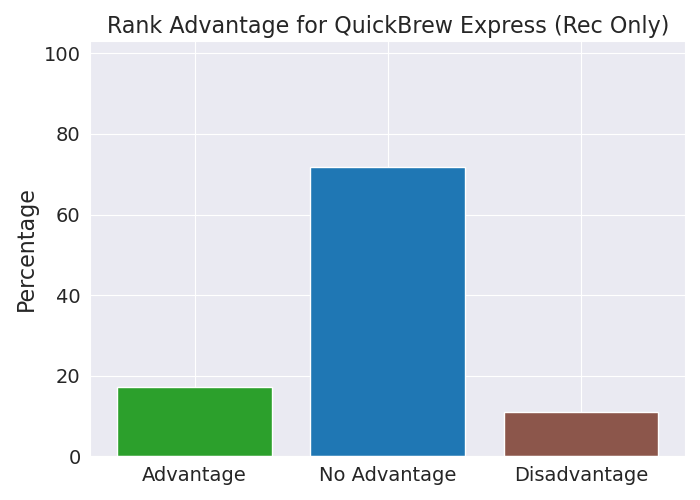 Rank Advantage for QuickBrew Express (Rec Only)
Percentage
100
80
60
40
20
0
Advantage
No Advantage
Disadvantage